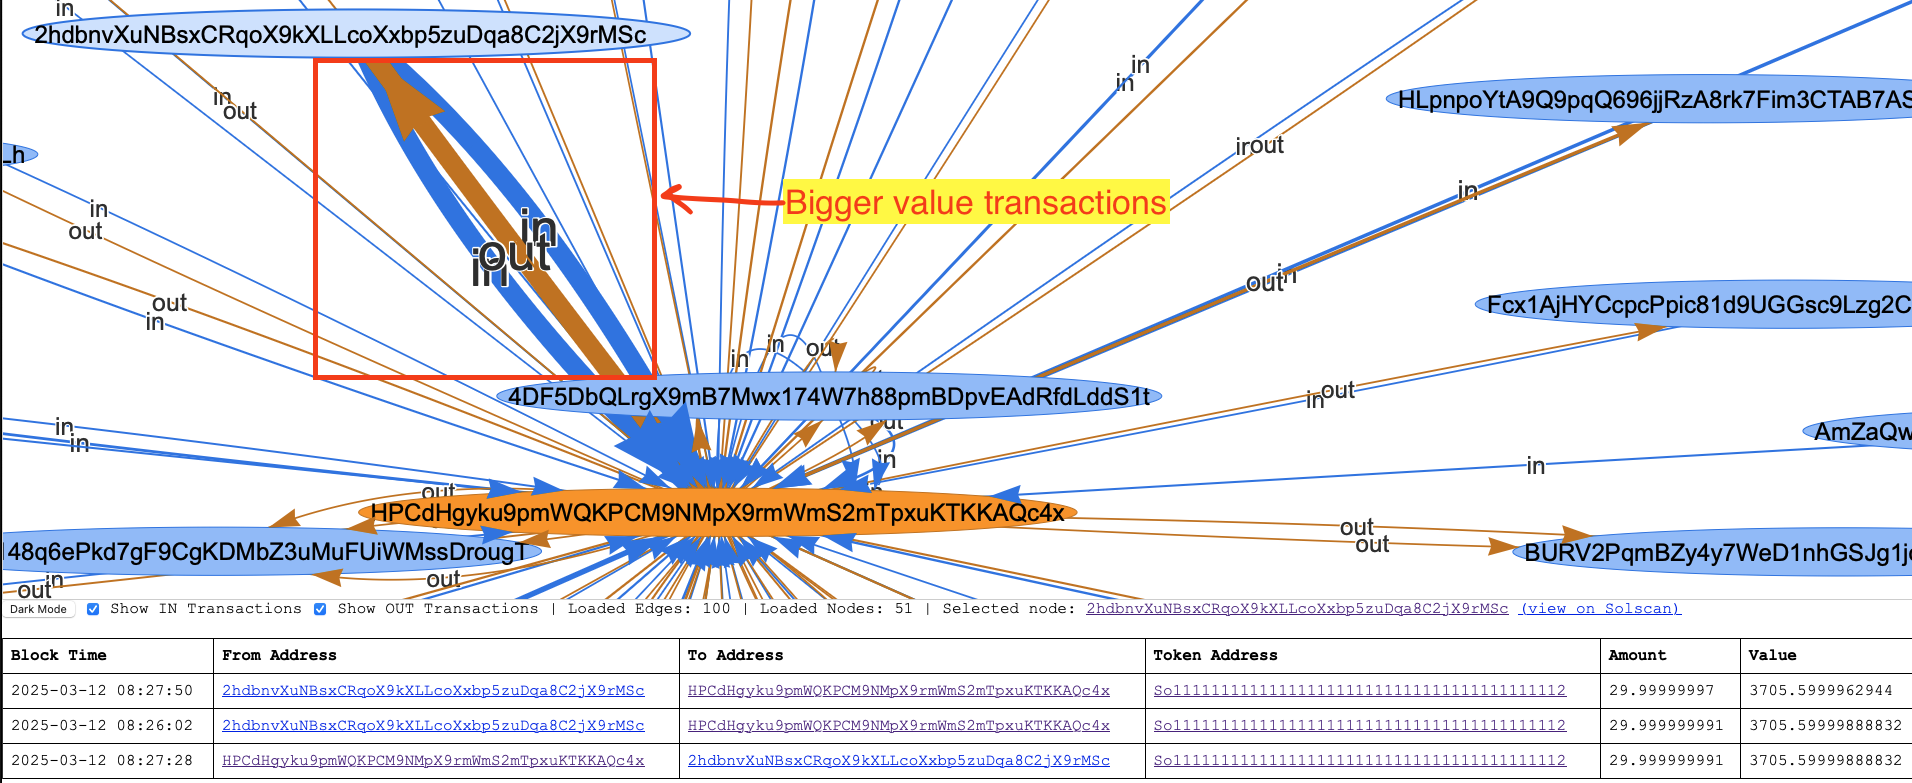 in
2hdbnvXuNBsxCRqoX9kXLLcoXxbp5zuDqa8C2jX9rMSc
in
in
in
out
HLpnpoYtA9Q9pqQ696jjRzA8rk7Fim3CTAB7AS
out
Lh
in
Bigger value transactions
in
out
in
out
in
out
in
out
Fcx1AjHYCcpcPpic81d9UGGsc9Lzg2C
out
in
in
in
out
in
out
in
4DF5DbQLrgX9mB7Mwx174W7h88pmBDpvEAdRfdLddS1t
in
in
out
AmZaQw
in
in
out
HPCdHgyku9pmWQKPCM9NMpX9rmWmS2mTpxuKTKKAQc4x
out
out
48q6ePkd7gF9CgKDMbZ3uMuFUiWMssDrougT
BURV2PqmBZy4y7WeD1nhGSJg1j
out
in
out
Dark Mode Show IN Transactions Show OUT Transactions | Loaded Edges: 100 | Loaded Nodes: 51 | Selected node: 2hdbnvXuNBsxCRqoX9kXLLcoXxbp5zuDqa8C2jX9rMSc (view on Solscan)
Block Time From Address To Address Token Address Amount Value
2025-03-12 08:27:50 2hdbnvXuNBsxCRqoX9kXLLcoXxbp5zuDqa8C2jX9rMSc HPCdHgyku9pmWQKPCM9NMpX9rmWmS2mTpxuKTKKAQc4x So11111111111111111111111111111111111111112 29.99999997 3705.5999962944
2025-03-12 08:26:02 2hdbnvXuNBsxCRqoX9kXLLcoXxbp5zuDqa8C2jX9rMSc HPCdHgyku9pmWQKPCM9NMpX9rmWmS2mTpxuKTKKAQc4x So11111111111111111111111111111111111111112 29.999999991 3705.59999888832
2025-03-12 08:27:28 HPCdHgyku9pmWQKPCM9NMpX9rmWmS2mTpxuKTKKAQc4x 2hdbnvXuNBsxCRqoX9kXLLcoXxbp5zuDqa8C2jX9rMSc So11111111111111111111111111111111111111112 29.999999991 3705.59999888832